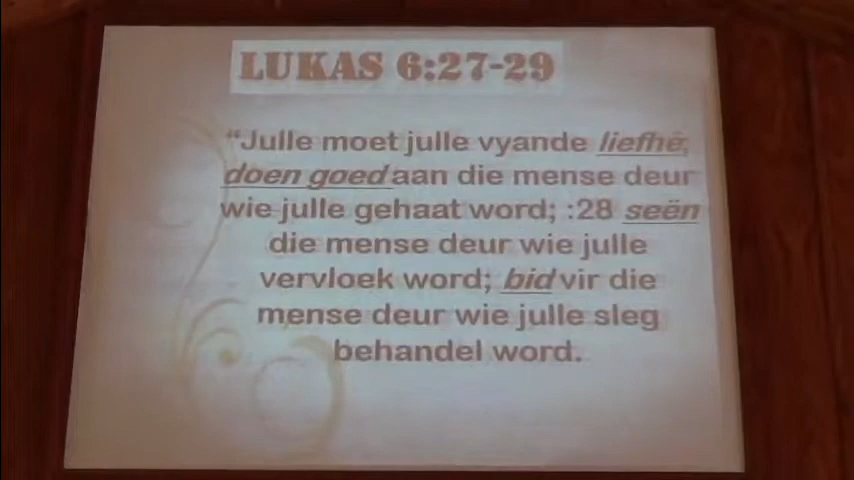 LUKAS 6:27-29
“Julle moet julle vyande liefhê,
doen goed aan die mense deur
wie julle gehaat word; :28 seën
die mense deur wie julle
vervloek word; bid vir die
mense deur wie julle sleg
behandel word.